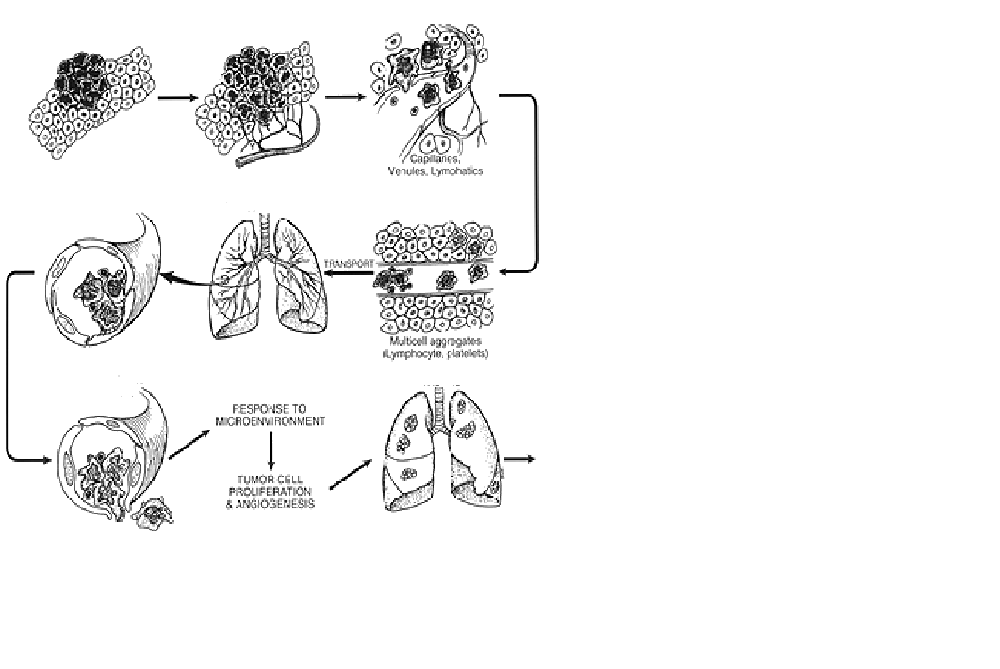 Capillaries,
Venules, Lymphatics
TRANSPORT
Multicell aggregates
(Lymphocyte, platelets)
RESPONSE TO
MICROENVIRONMENT
TUMOR CELL
PROLIFERATION
& ANGIOGENESIS